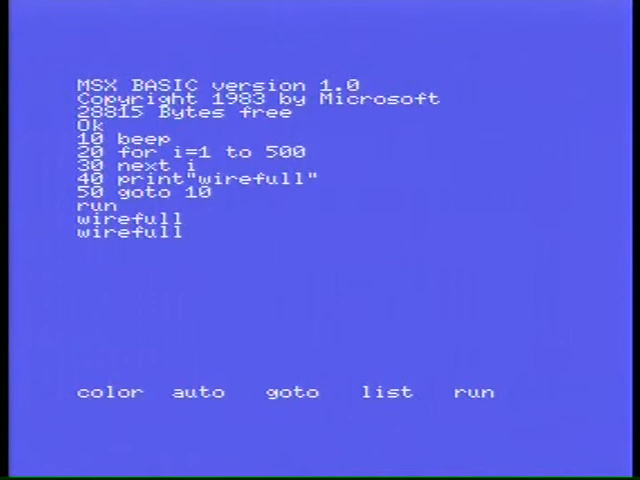 MSX BASIC version 1.0
Copyright 1983 by Microsoft
28815 Bytes free
Ok
10 beep
20 for i=1 to 500
30 next i
40 print"wirefull"
50 goto 10
run
wirefull
wirefull
color auto goto list run